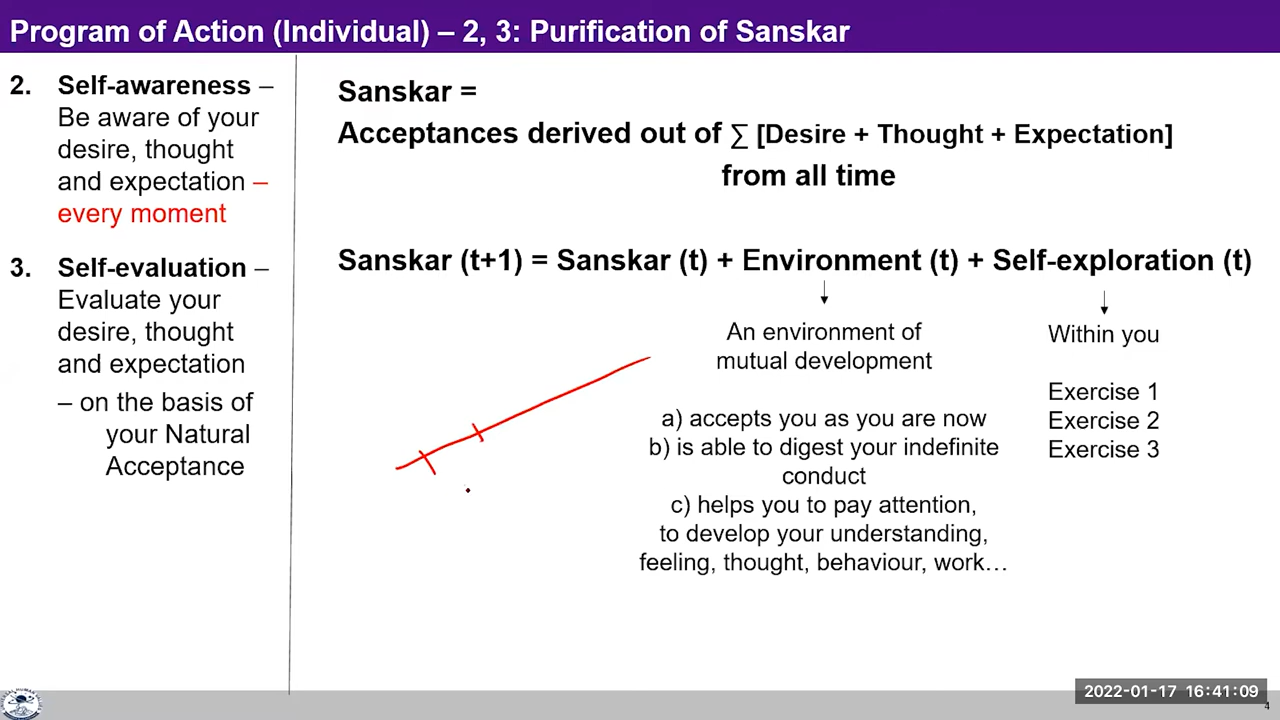 Program of Action (Individual) – 2, 3: Purification of Sanskar
2. Self-awareness –
Be aware of your
desire, thought
and expectation –
every moment
3. Self-evaluation –
Evaluate your
desire, thought
and expectation
– on the basis of
your Natural
Acceptance
Sanskar =
Acceptances derived out of ∑ [Desire + Thought + Expectation]
from all time
Sanskar (t+1) = Sanskar (t) + Environment (t) + Self-exploration (t)
An environment of
mutual development
a) accepts you as you are now
b) is able to digest your indefinite
conduct
c) helps you to pay attention,
to develop your understanding,
feeling, thought, behaviour, work…
Within you
Exercise 1
Exercise 2
Exercise 3
2022-01-17 16:41:09
4